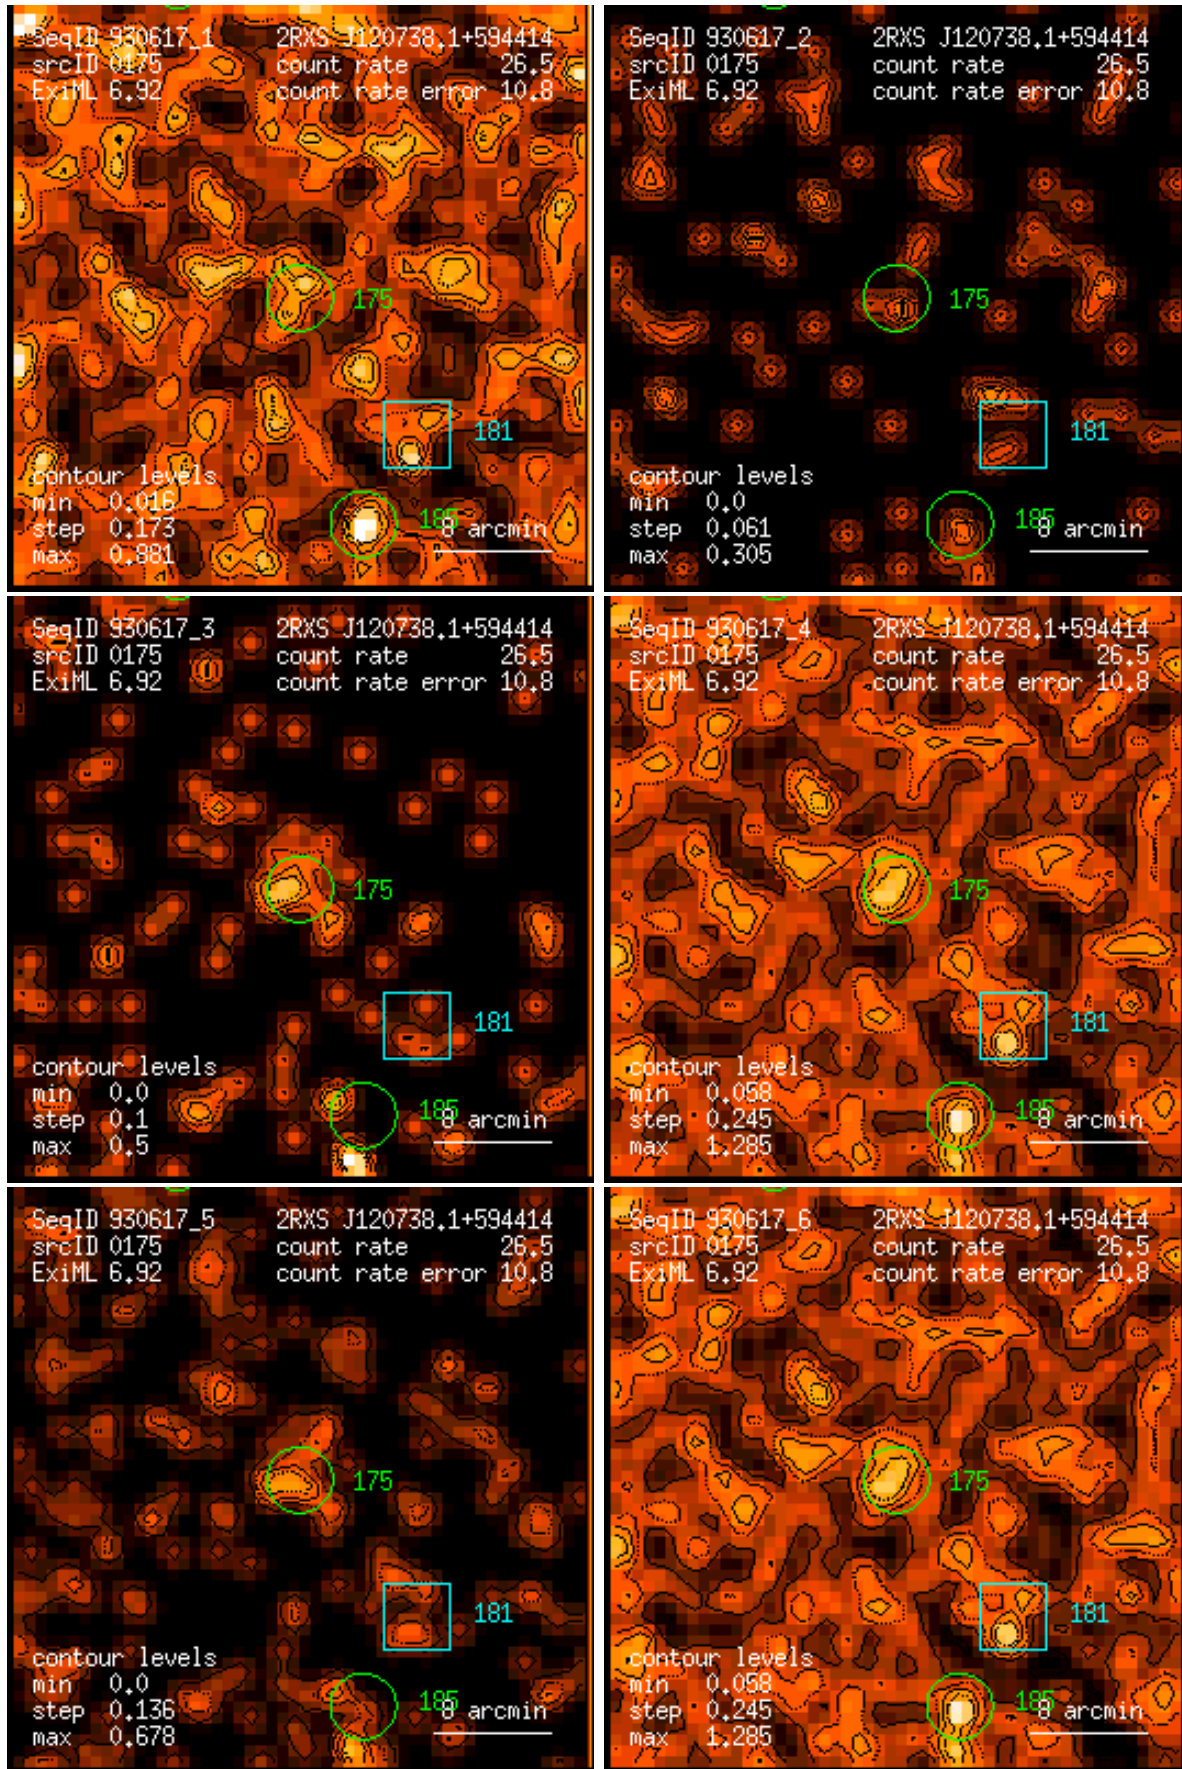 SeqID 930617_1 2RXS J120738.1+594414
srcID 0175 count rate 26.5
ExiML 6.92 count rate error 10.8
175
181
contour levels
min 0.016
step 0.173 185 8 arcmin
max 0.881
SeqID 930617_2 2RXS J120738.1+594414
srcID 0175 count rate 26.5
ExiML 6.92 count rate error 10.8
175
181
contour levels
min 0.0
step 0.061 185 8 arcmin
max 0.305
SeqID 930617_3 2RXS J120738.1+594414
srcID 0175 count rate 26.5
ExiML 6.92 count rate error 10.8
175
181
contour levels
min 0.0
step 0.1 185 8 arcmin
max 0.5
SeqID 930617_4 2RXS J120738.1+594414
srcID 0175 count rate 26.5
ExiML 6.92 count rate error 10.8
175
181
contour levels
min 0.058
step 0.245 185 8 arcmin
max 1.285
SeqID 930617_5 2RXS J120738.1+594414
srcID 0175 count rate 26.5
ExiML 6.92 count rate error 10.8
175
181
contour levels
min 0.0
step 0.136 185 8 arcmin
max 0.678
SeqID 930617_6 2RXS J120738.1+594414
srcID 0175 count rate 26.5
ExiML 6.92 count rate error 10.8
175
181
contour levels
min 0.058
step 0.245 185 8 arcmin
max 1.285